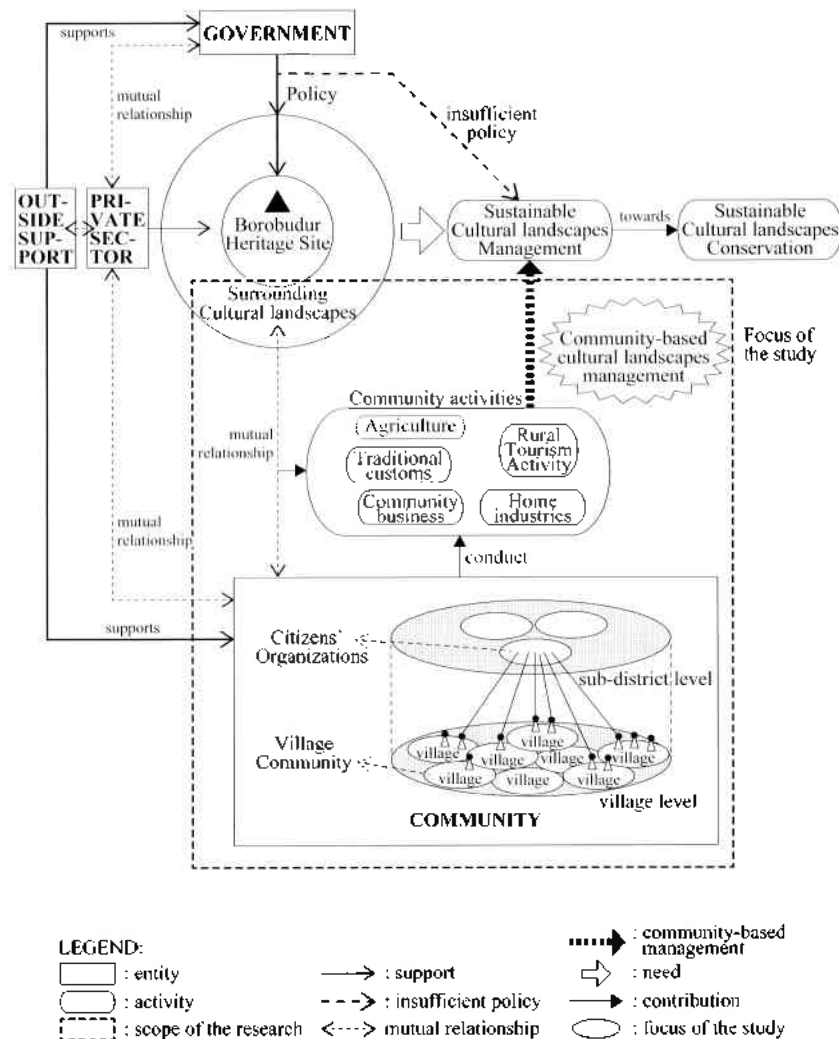 supports
GOVERNMENT
mutual
relationship
Policy
insufficient
policy
OUT-
SIDE
SUP-
PORT
PRI-
VATE
SEC-
TOR
Borobudur
Heritage Site
Sustainable
Cultural landscapes
Management
towards
Sustainable
Cultural landscapes
Conservation
Surrounding
Cultural landscapes
Community-based
cultural landscapes
management
Focus of
the study
Community activities
Agriculture
Traditional
customs
Community
business
Rural
Tourism
Activity
Home
industries
mutual
relationship
mutual
relationship
conduct
supports
Citizens'
Organizations
sub-district level
Village
Community
village
village
village
village
village
village
village
village
village level
COMMUNITY
LEGEND:
: entity
: activity
: scope of the research
: support
: insufficient policy
: mutual relationship
: community-based
management
: need
: contribution
: focus of the study